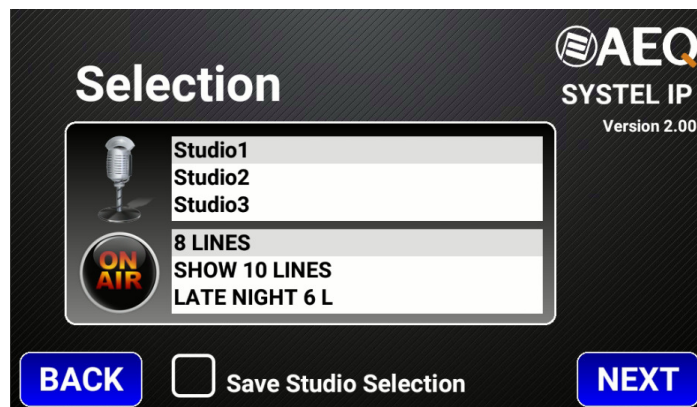 AEQ
Selection
SYSTEL IP
Version 2.00
Studio1
Studio2
Studio3
8 LINES
ON
AIR
SHOW 10 LINES
LATE NIGHT 6 L
BACK
Save Studio Selection
NEXT